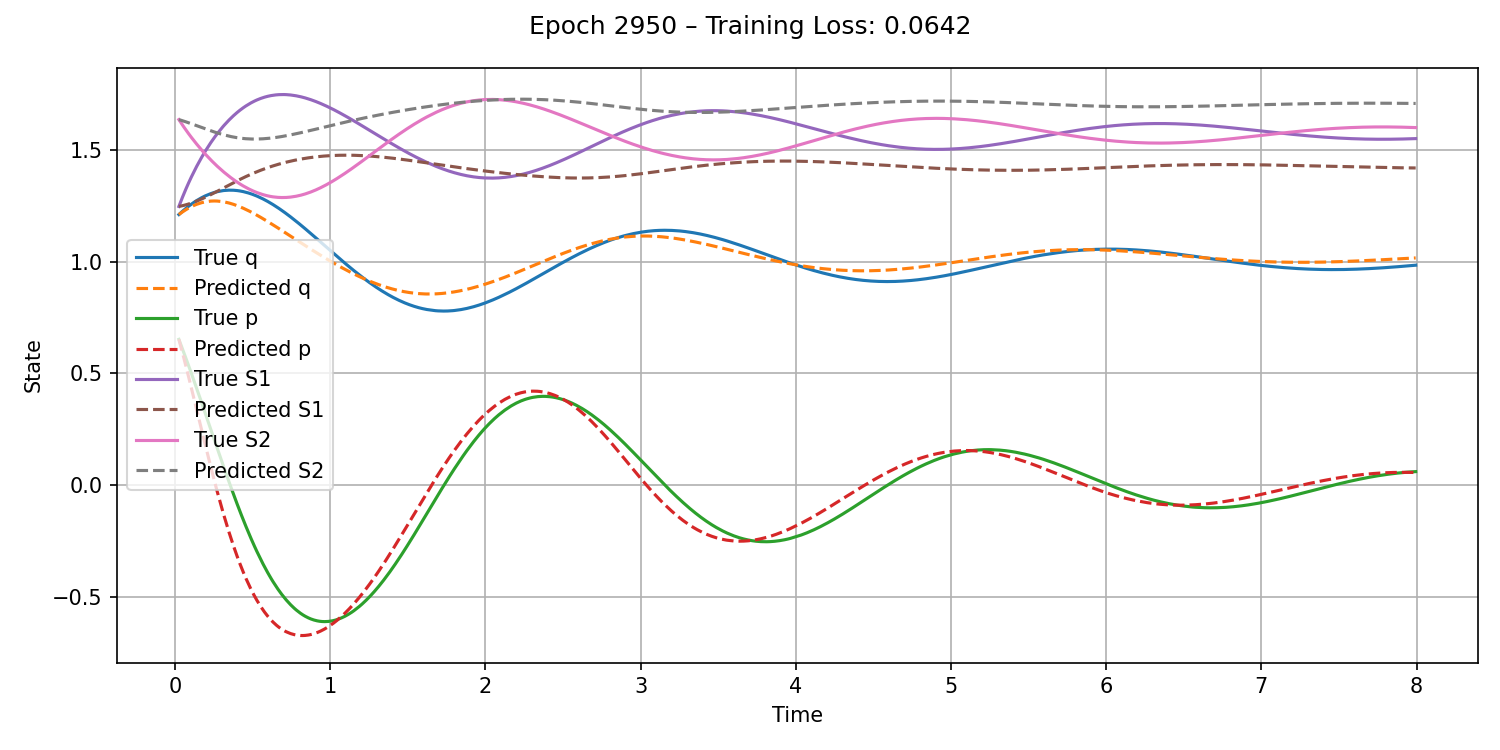 Epoch 2950 – Training Loss: 0.0642
State
1.5
1.0
0.5
0.0
−0.5
True q
Predicted q
True p
Predicted p
True S1
Predicted S1
True S2
Predicted S2
0 1 2 3 4 5 6 7 8
Time